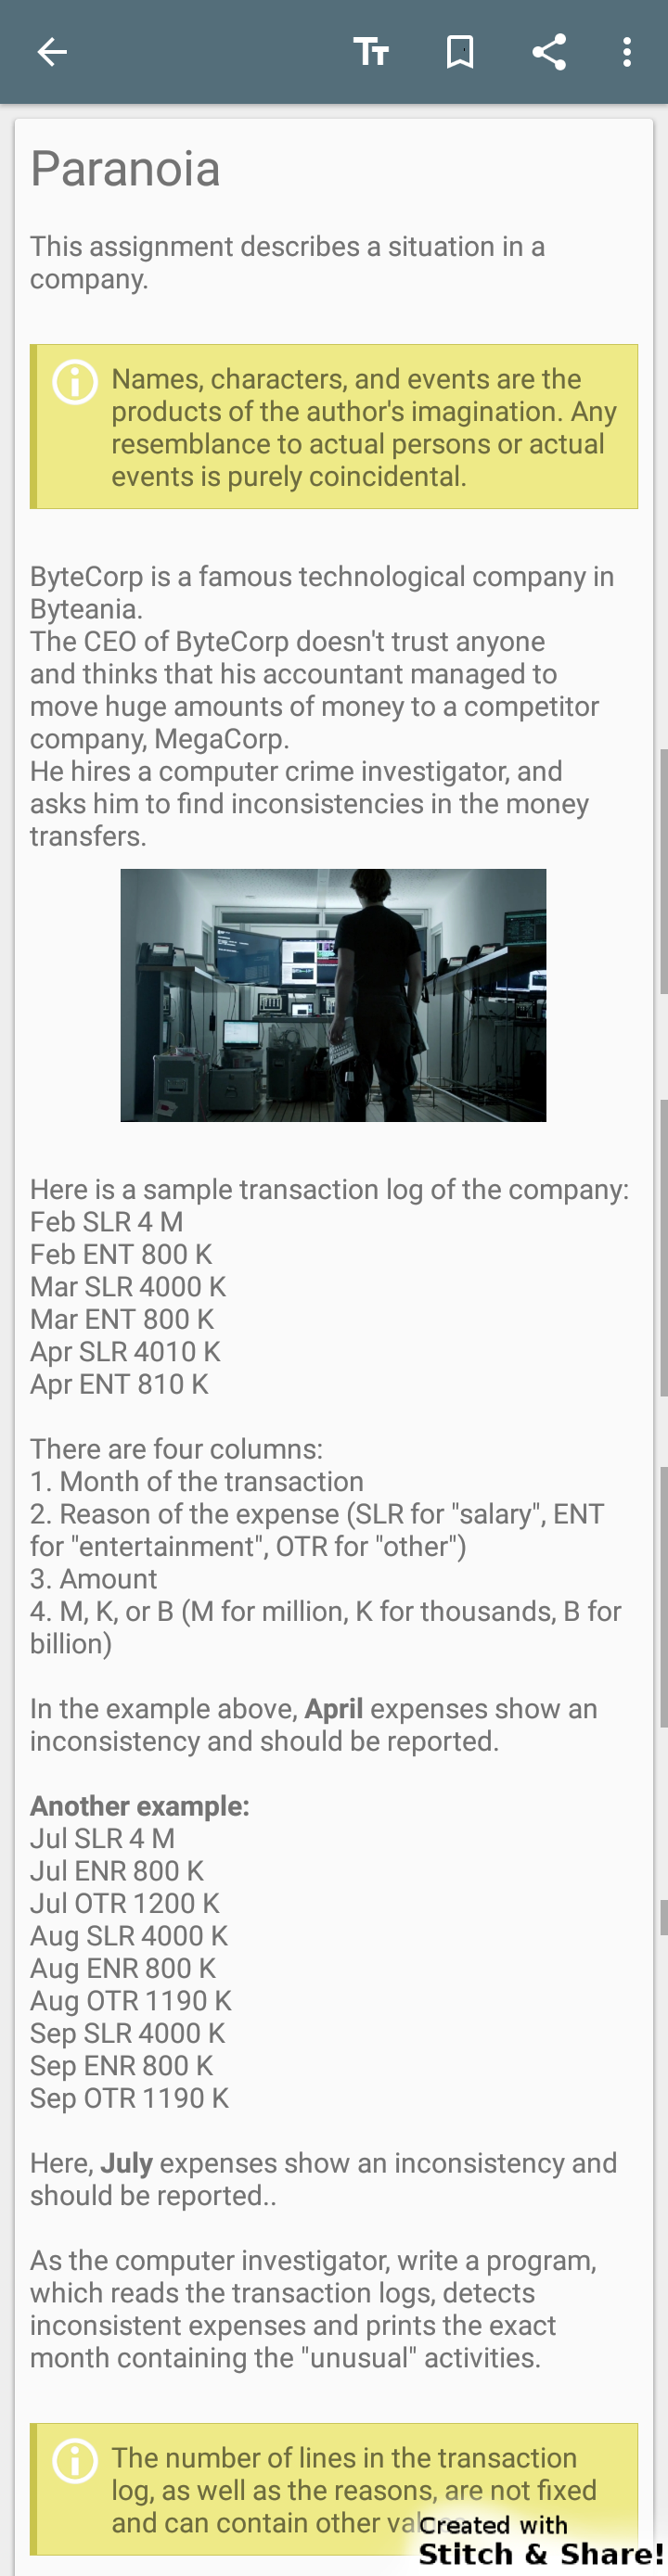 Paranoia
This assignment describes a situation in a
company.
Names, characters, and events are the
products of the author's imagination. Any
resemblance to actual persons or actual
events is purely coincidental.
ByteCorp is a famous technological company in
Byteania.
The CEO of ByteCorp doesn't trust anyone
and thinks that his accountant managed to
move huge amounts of money to a competitor
company, MegaCorp.
He hires a computer crime investigator, and
asks him to find inconsistencies in the money
transfers.
Here is a sample transaction log of the company:
Feb SLR 4 M
Feb ENT 800 K
Mar SLR 4000 K
Mar ENT 800 K
Apr SLR 4010 K
Apr ENT 810 K
There are four columns:
1. Month of the transaction
2. Reason of the expense (SLR for "salary", ENT
for "entertainment", OTR for "other")
3. Amount
4. M, K, or B (M for million, K for thousands, B for
billion)
In the example above, April expenses show an
inconsistency and should be reported.
Another example:
Jul SLR 4 M
Jul ENR 800 K
Jul OTR 1200 K
Aug SLR 4000 K
Aug ENR 800 K
Aug OTR 1190 K
Sep SLR 4000 K
Sep ENR 800 K
Sep OTR 1190 K
Here, July expenses show an inconsistency and
should be reported..
As the computer investigator, write a program,
which reads the transaction logs, detects
inconsistent expenses and prints the exact
month containing the "unusual" activities.
The number of lines in the transaction
log, as well as the reasons, are not fixed
and can contain other
Created with
Stitch & Share!